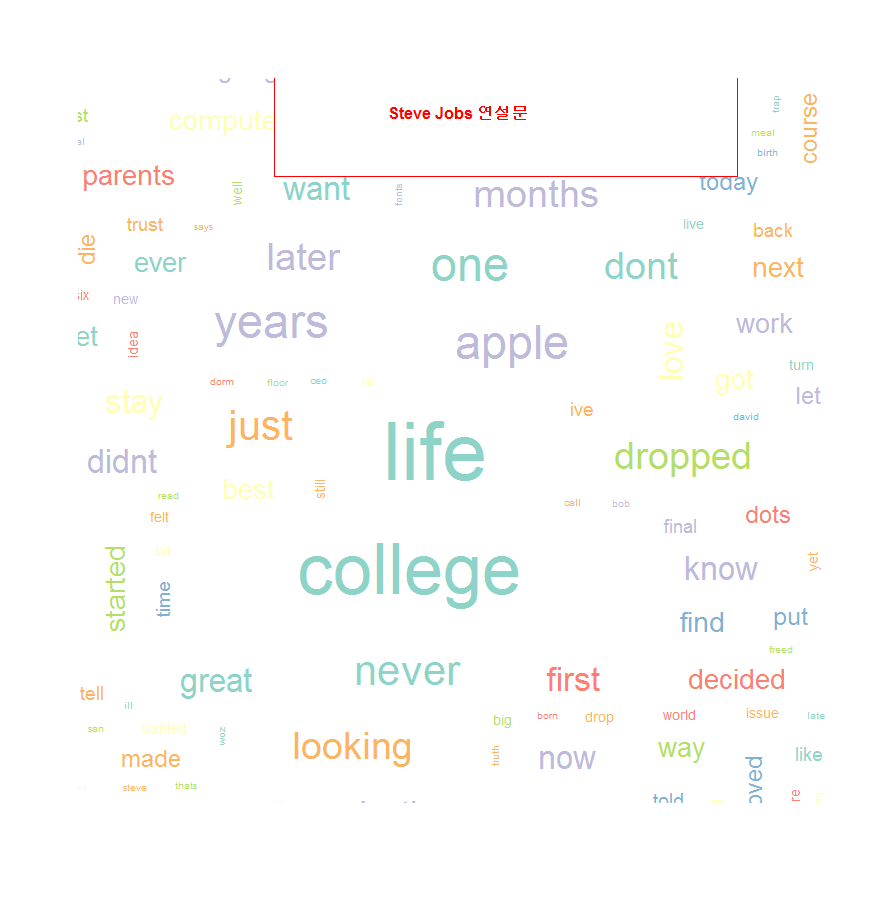 Steve Jobs 연설문
compute
trap
course
meal
birth
parents
well
want
fonts
months
today
trust
says
live
back
die
ever
later
one
dont
next
six
new
years
apple
work
et
idea
love
turn
dorm
floor
ceo
got
let
stay
just
ive
david
life
dropped
didnt
best
still
read
call
bob
felt
final
dots
started
time
college
know
yet
find
put
freed
great
never
first
decided
tell
ill
big
born
drop
world
issue
late
san
wanted
woz
looking
truth
now
way
like
made
steve
thats
told
oved
re